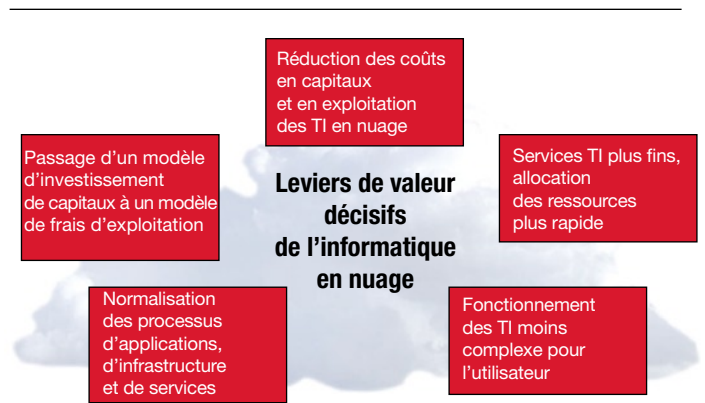 Réduction des coûts
en capitaux
et en exploitation
des TI en nuage
Passage d'un modèle
d'investissement
de capitaux à un modèle
de frais d'exploitation
Leviers de valeur
décisifs
de l'informatique
en nuage
Services TI plus fins,
allocation
des ressources
plus rapide
Normalisation
des processus
d'applications,
d'infrastructure
et de services
Fonctionnement
des TI moins
complexe pour
l'utilisateur